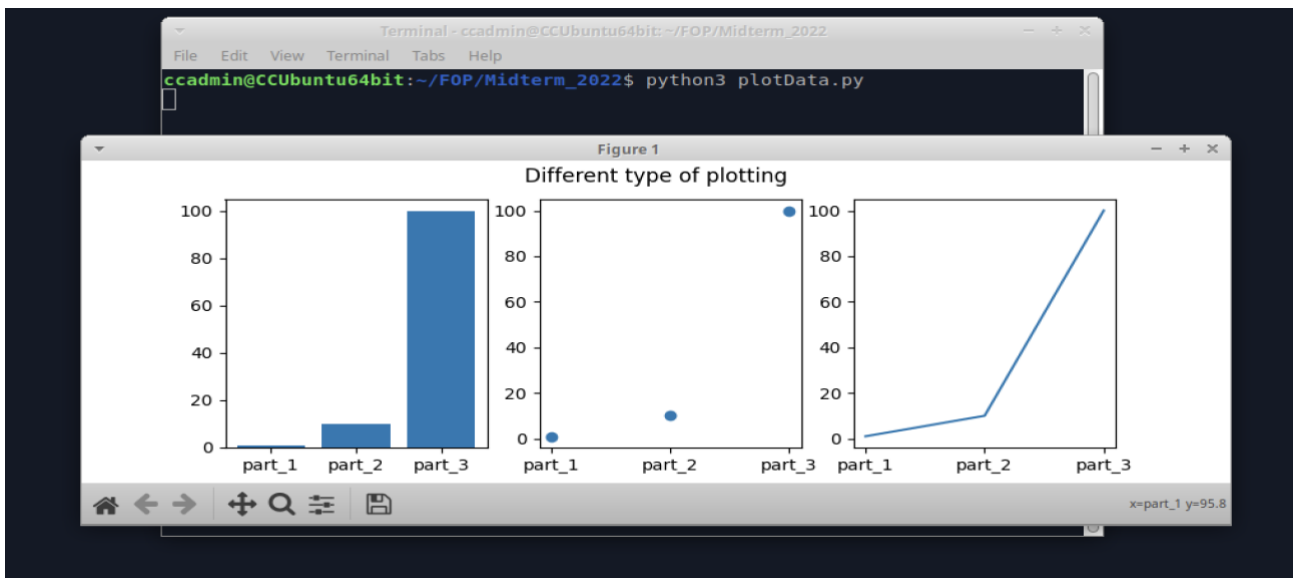 Terminal - ccadmin@CCUbuntu64bit: ~/FOP/Midterm_2022
File Edit View Terminal Tabs Help
ccadmin@CCUbuntu64bit:~/FOP/Midterm_2022$ python3 plotData.py
Figure 1
Different type of plotting
100
80
60
40
20
0
part_1 part_2 part_3
100
80
60
40
20
0
part_1 part_2 part_3
100
80
60
40
20
0
part_1 part_2 part_3
x=part_1 y=95.8